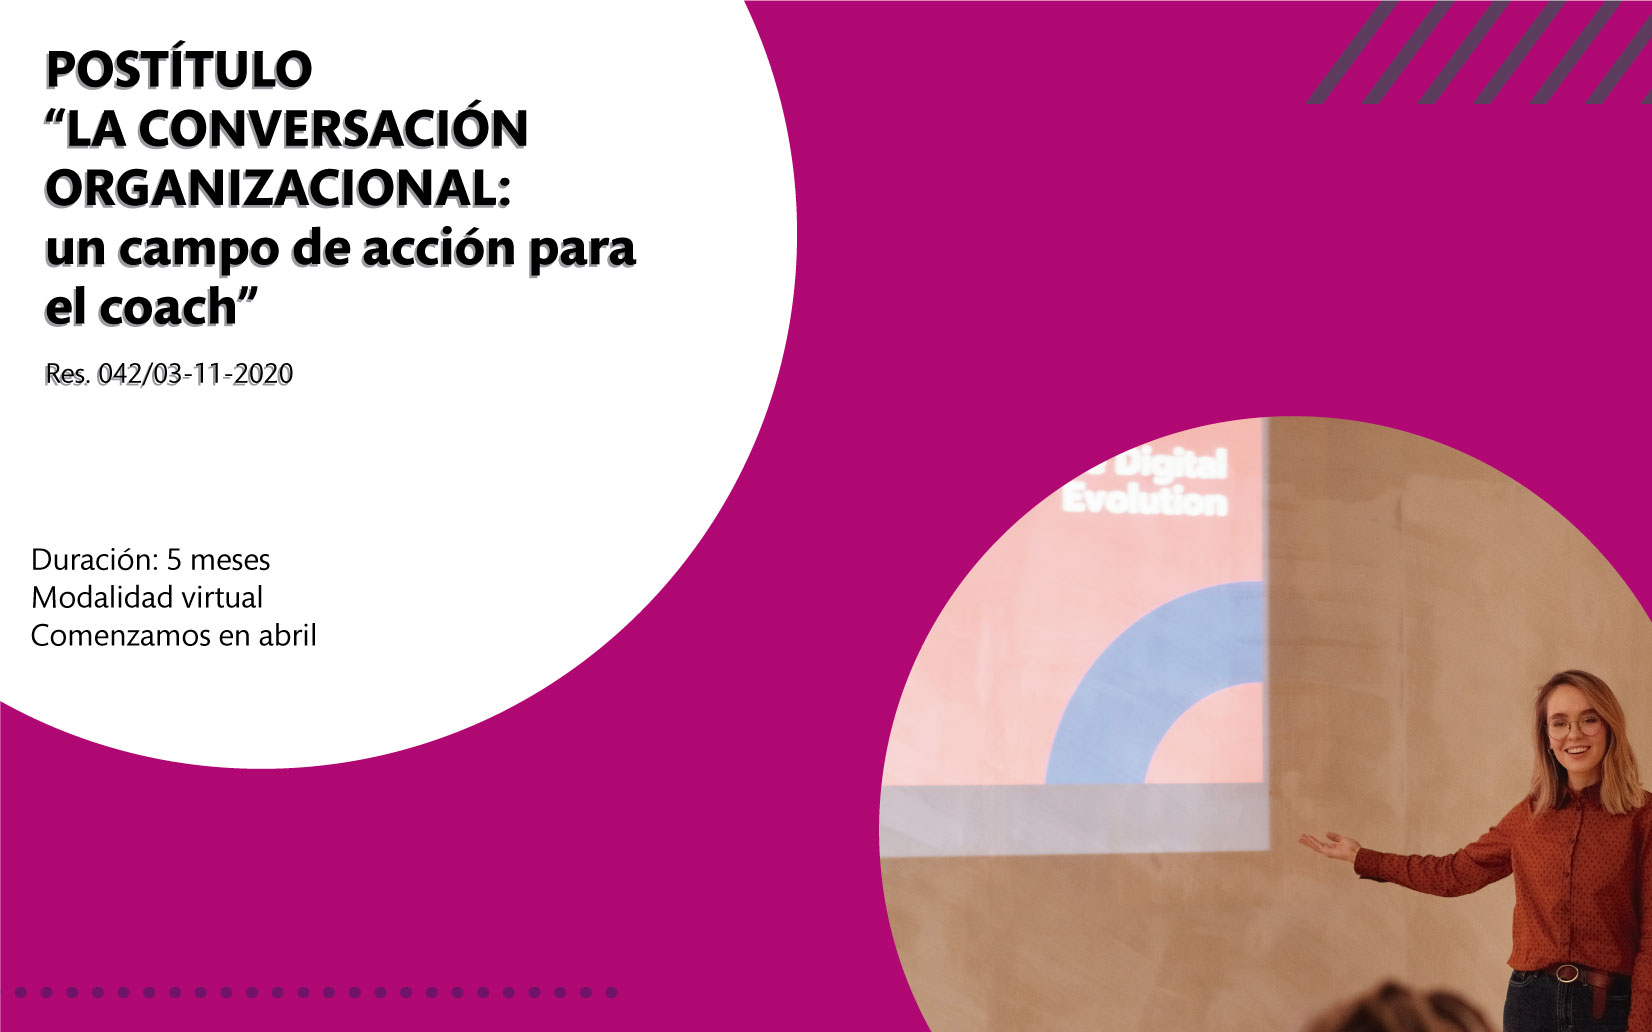 POSTÍTULO
“LA CONVERSACIÓN
ORGANIZACIONAL:
un campo de acción para
el coach”
Res. 042/03-11-2020
Duración: 5 meses
Modalidad virtual
Comenzamos en abril
Digital
Evolution